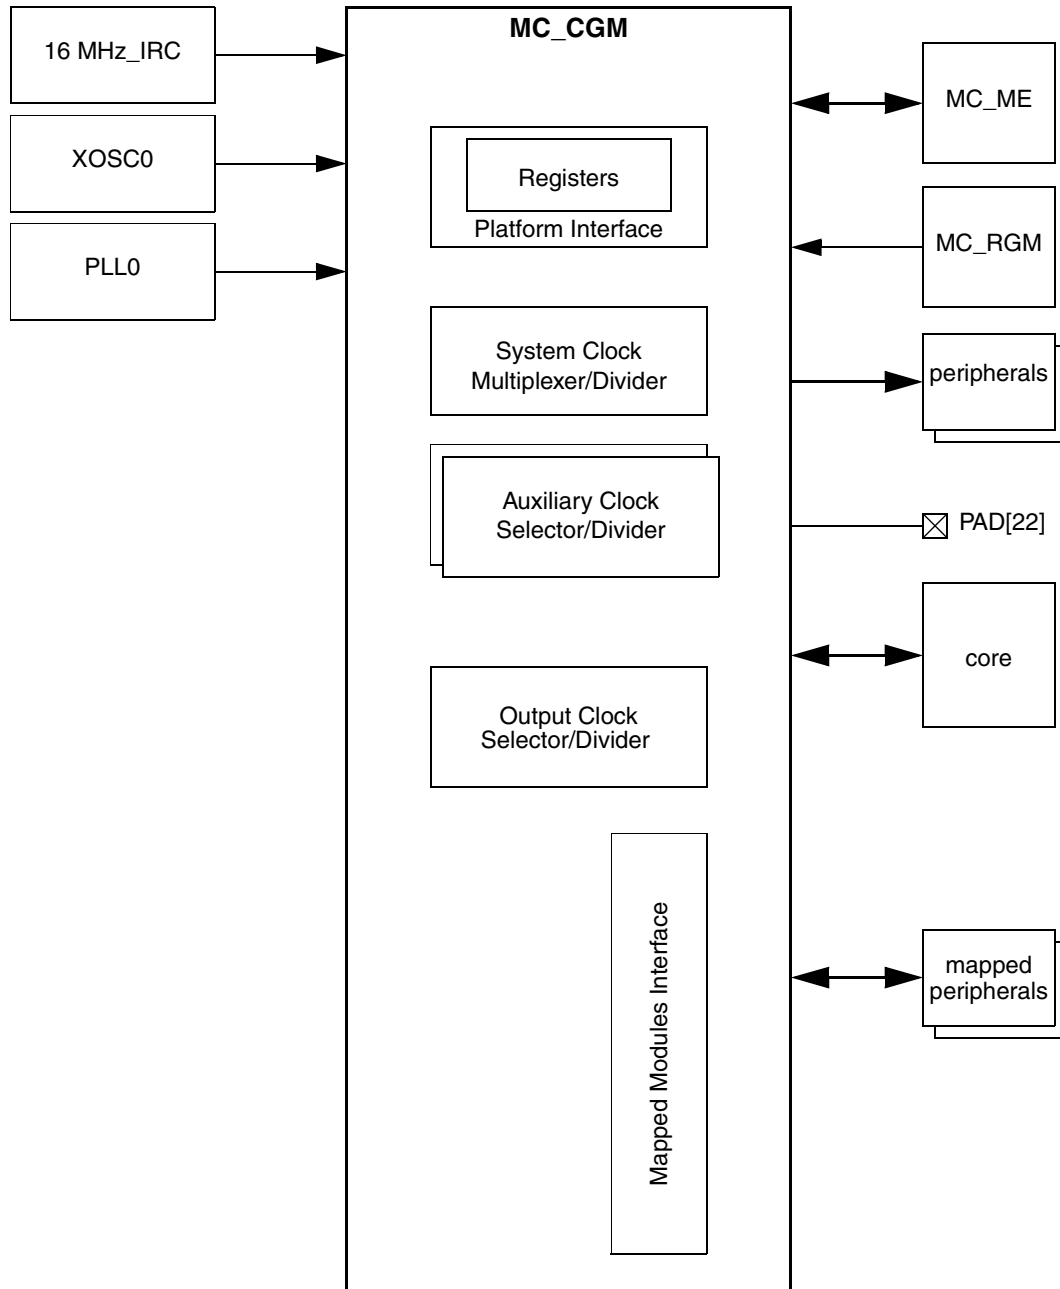 MC_CGM
16 MHz_IRC
XOSC0
PLL0
Registers
Platform Interface
System Clock
Multiplexer/Divider
Auxiliary Clock
Selector/Divider
Output Clock
Selector/Divider
Mapped Modules Interface
MC_ME
MC_RGM
peripherals
PAD[22]
core
mapped
peripherals